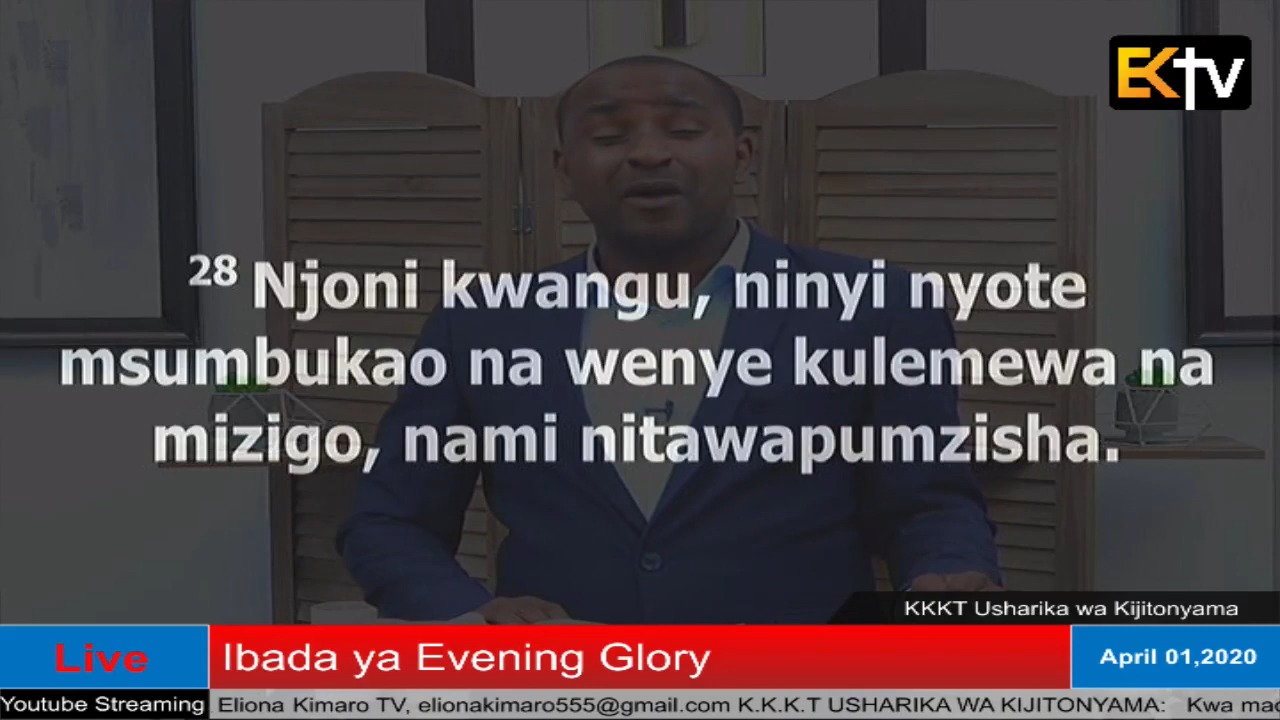 EKTV
28 Njoni kwangu, ninyi nyote
msumbukao na wenye kulemewa na
mizigo, nami nitawapumzisha.
KKKT Usharika wa Kijitonyama
Live
Ibada ya Evening Glory
April 01,2020
Youtube Streaming
Eliona Kimaro TV, elionakimaro555@gmail.com K.K.K.T USHARIKA WA KIJITONYAMA: Kwa mad